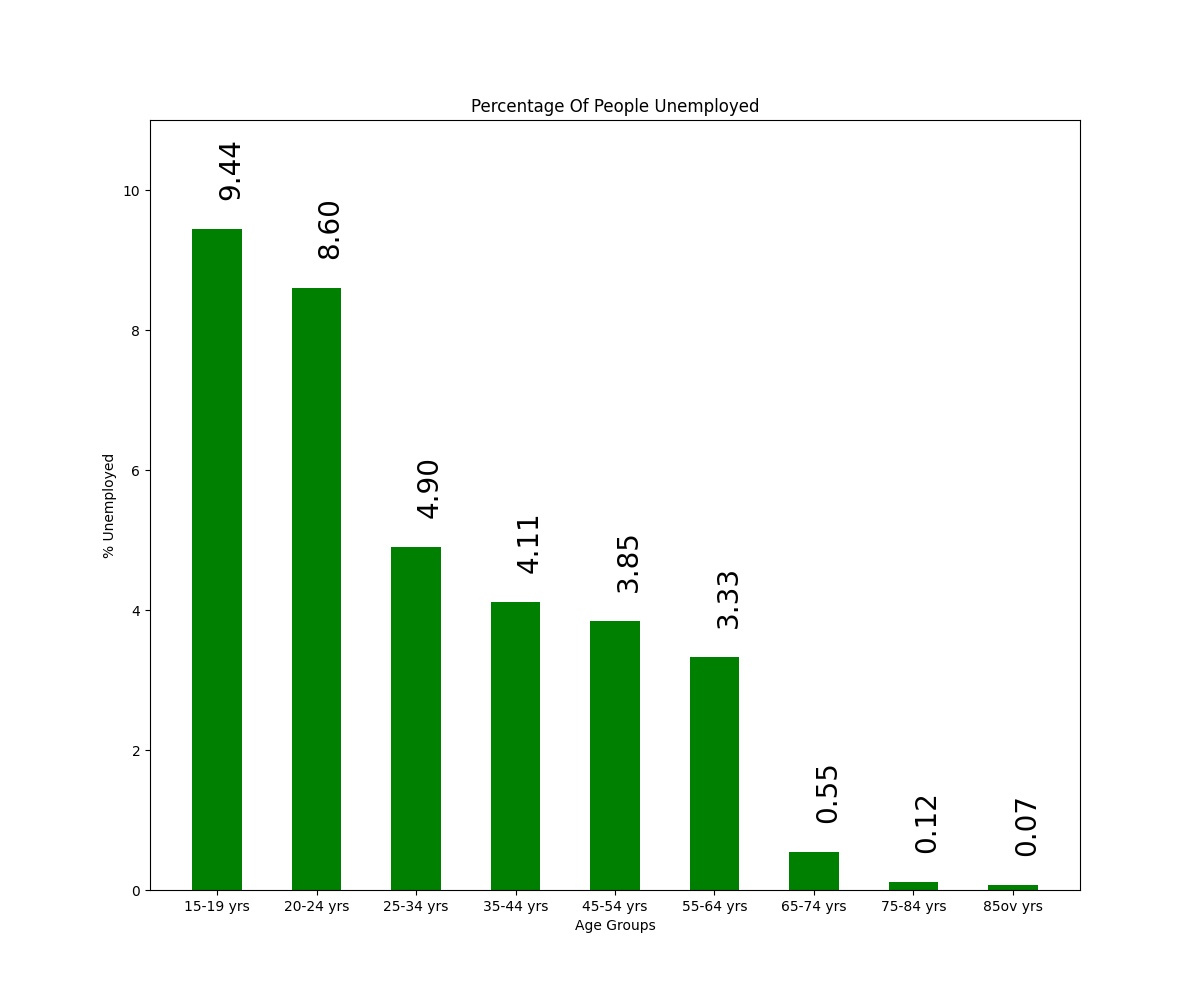 Percentage Of People Unemployed
% Unemployed
10
8
6
4
2
0
9.44
8.60
4.90
4.11
3.85
3.33
0.55
0.12
0.07
15-19 yrs
20-24 yrs
25-34 yrs
35-44 yrs
45-54 yrs
55-64 yrs
65-74 yrs
75-84 yrs
85ov yrs
Age Groups